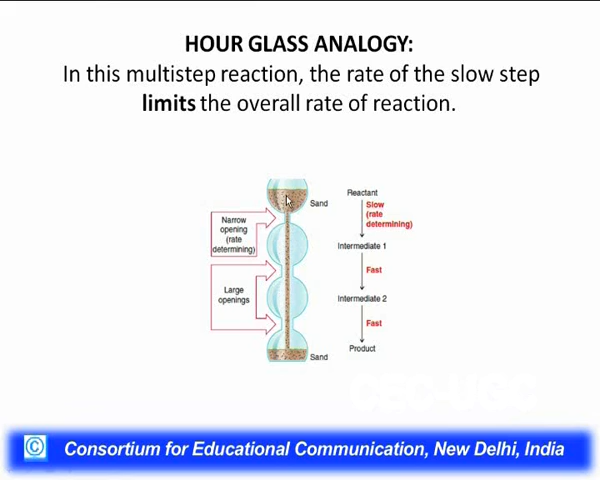 HOUR GLASS ANALOGY:
In this multistep reaction, the rate of the slow step
limits the overall rate of reaction.
Sand
Reactant
Narrow
opening
(rate
determining)
Slow
(rate
determining)
Intermediate 1
Fast
Large
openings
Intermediate 2
Fast
Product
Sand
CEC-UGC
© Consortium for Educational Communication, New Delhi, India